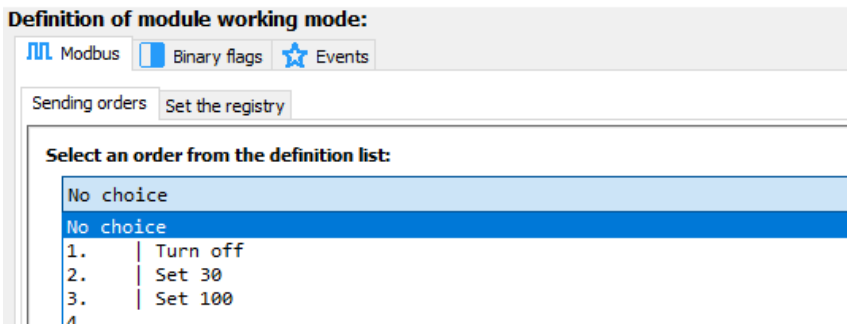 Definition of module working mode:
Modbus Binary flags Events
Sending orders Set the registry
Select an order from the definition list:
No choice
No choice
1. | Turn off
2. | Set 30
3. | Set 100
4